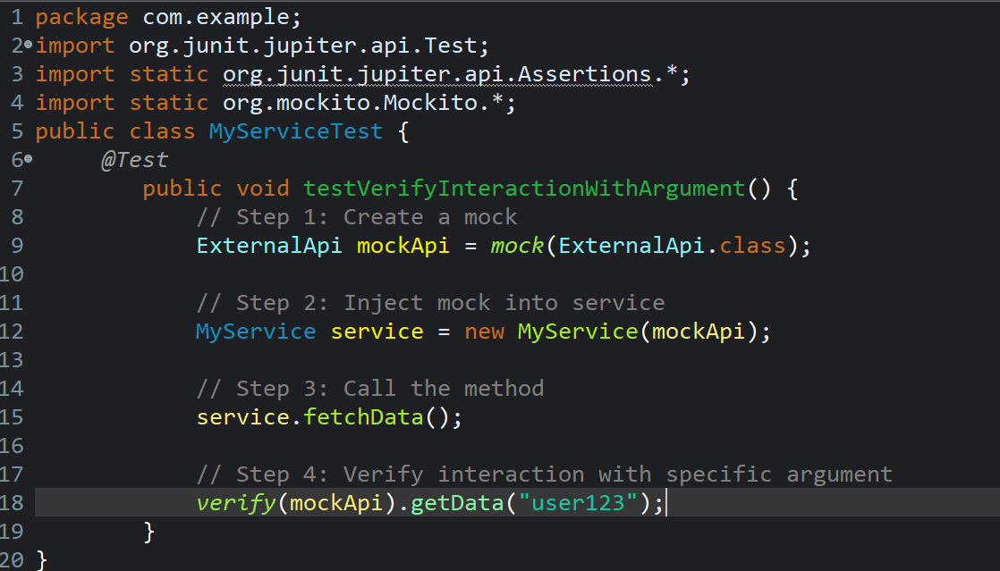 1 package com.example;
2 import org.junit.jupiter.api.Test;
3 import static org.junit.jupiter.api.Assertions.*;
4 import static org.mockito.Mockito.*;
5 public class MyServiceTest {
6 @Test
7 public void testVerifyInteractionWithArgument() {
8 // Step 1: Create a mock
9 ExternalApi mockApi = mock(ExternalApi.class);
10
11 // Step 2: Inject mock into service
12 MyService service = new MyService(mockApi);
13
14 // Step 3: Call the method
15 service.fetchData();
16
17 // Step 4: Verify interaction with specific argument
18 verify(mockApi).getData("user123");
19 }
20 }